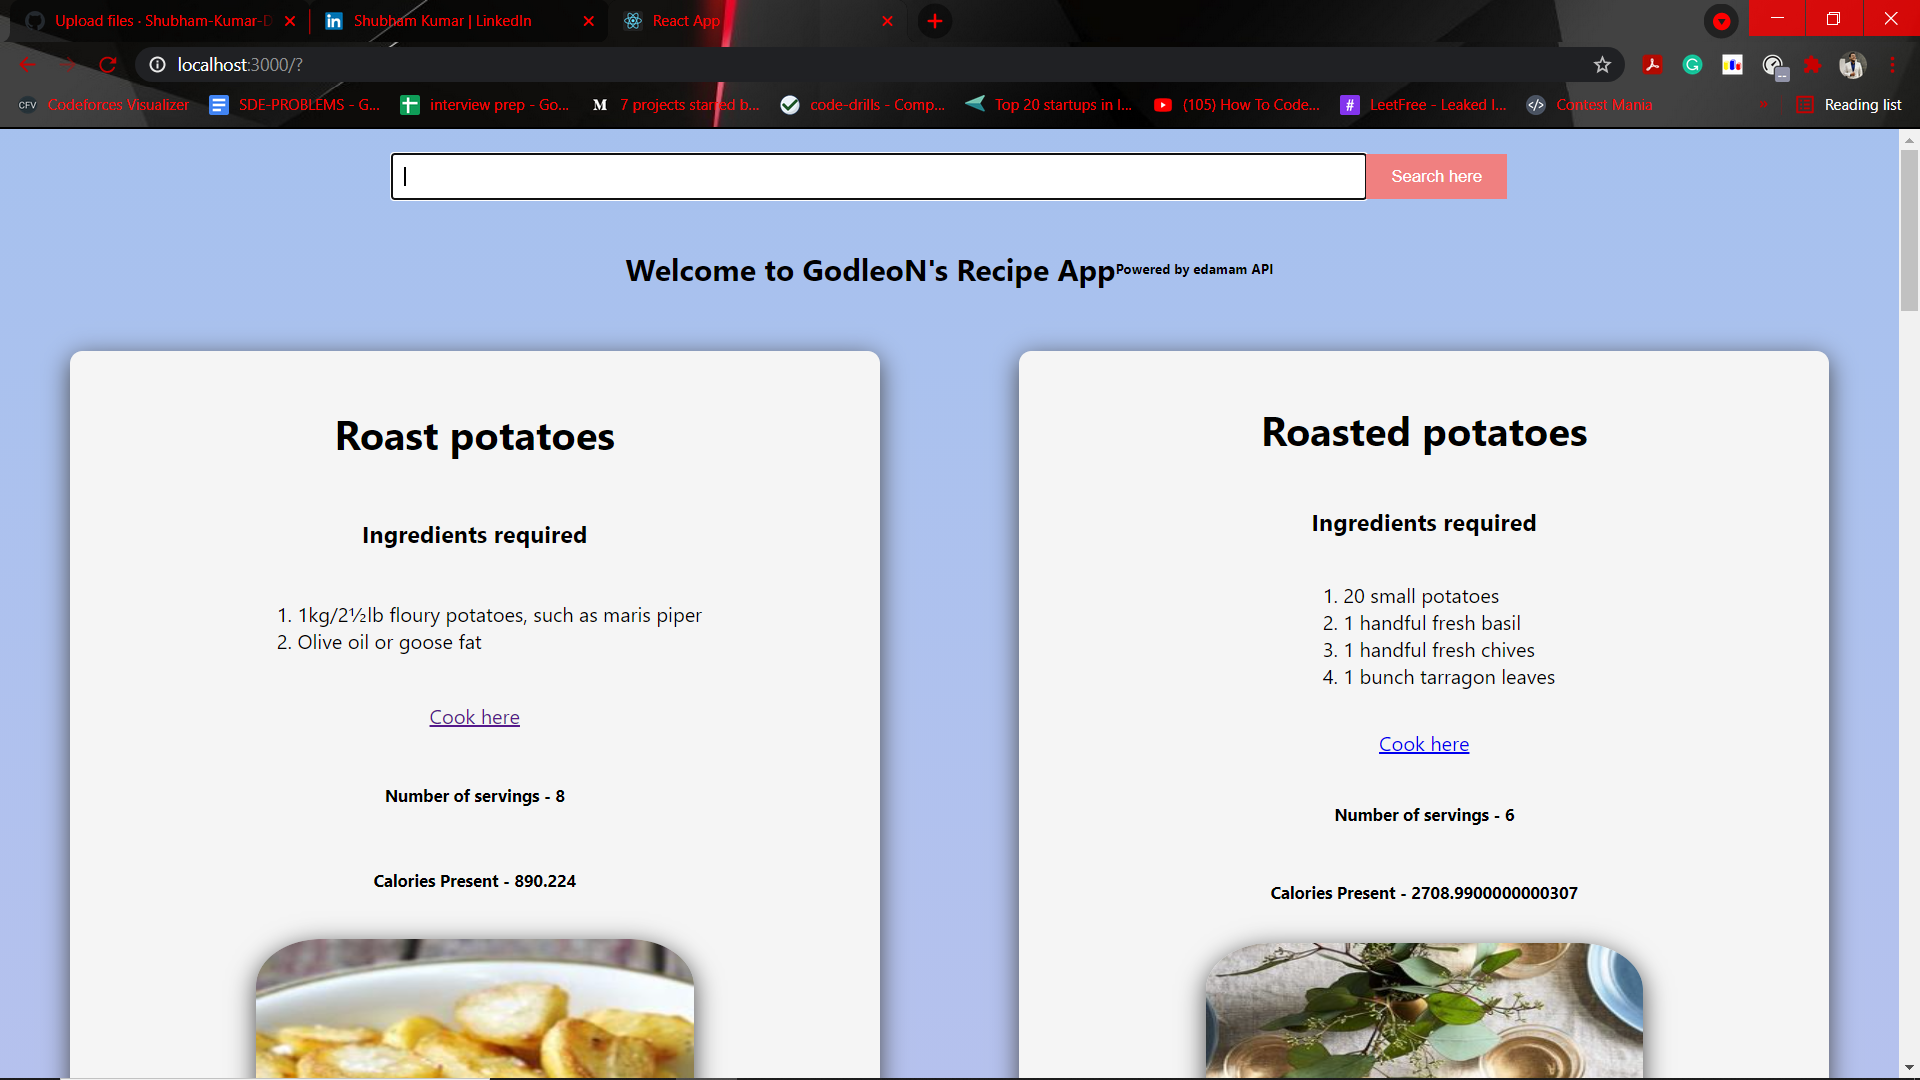 Upload files · Shubham-Kumar-D
Shubham Kumar | LinkedIn
React App
localhost:3000/?
CFV Codeforces Visualizer
SDE-PROBLEMS - G...
interview prep - Go...
M 7 projects started b...
code-drills - Comp...
Top 20 startups in I...
(105) How To Code...
# LeetFree - Leaked I...
Contest Mania
»
Reading list
Search here
Welcome to GodleoN's Recipe App Powered by edamam API
Roast potatoes
Ingredients required
1. 1kg/2½lb floury potatoes, such as maris piper
2. Olive oil or goose fat
Cook here
Number of servings - 8
Calories Present - 890.224
Roasted potatoes
Ingredients required
1. 20 small potatoes
2. 1 handful fresh basil
3. 1 handful fresh chives
4. 1 bunch tarragon leaves
Cook here
Number of servings - 6
Calories Present - 2708.9900000000307